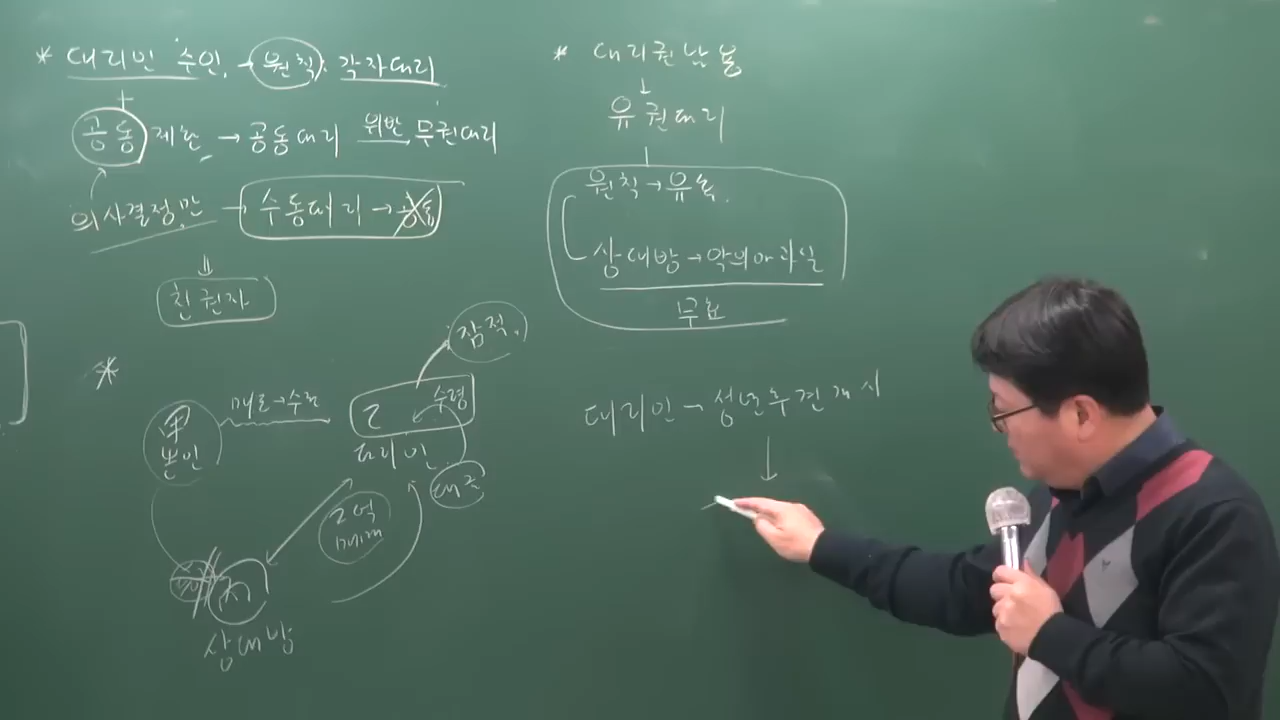 * 대리인 수인 → 원칙: 각자대리
+
공동 제한 → 공동대리 위반 무권대리
의사결정만 → 수동대리 → 공동
⇓
친권자
* 대리권남용
↓
유권대리
원칙 → 유효.
상대방 → 악의 or 과실
무효
*
甲
본인
매도 → 수권
乙 수령
대리인
잠적.
대금
2억
매매
상대방
대리인 → 성년후견개시
↓